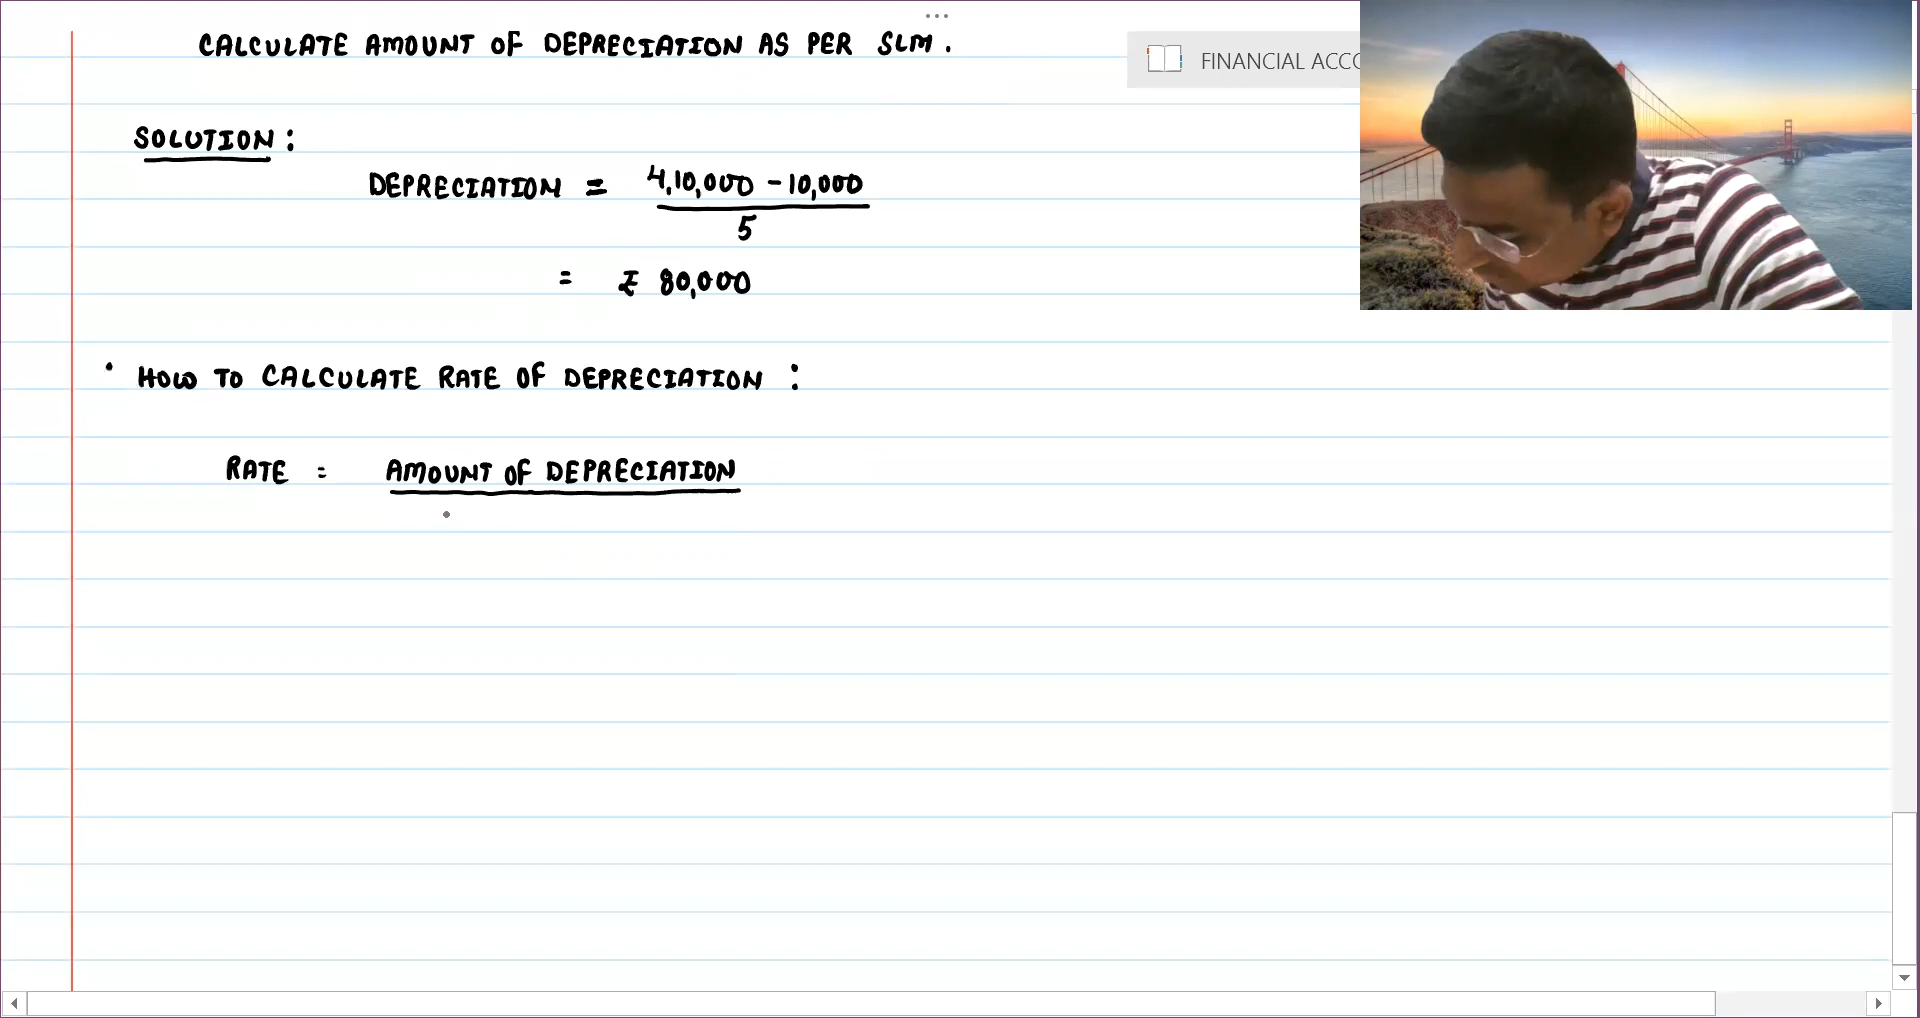 CALCULATE AMOUNT OF DEPRECIATION AS PER SLM.
FINANCIAL ACCO
SOLUTION:
DEPRECIATION = 4,10,000 - 10,000
5
= ₹ 80,000
• HOW TO CALCULATE RATE OF DEPRECIATION :
RATE = AMOUNT OF DEPRECIATION